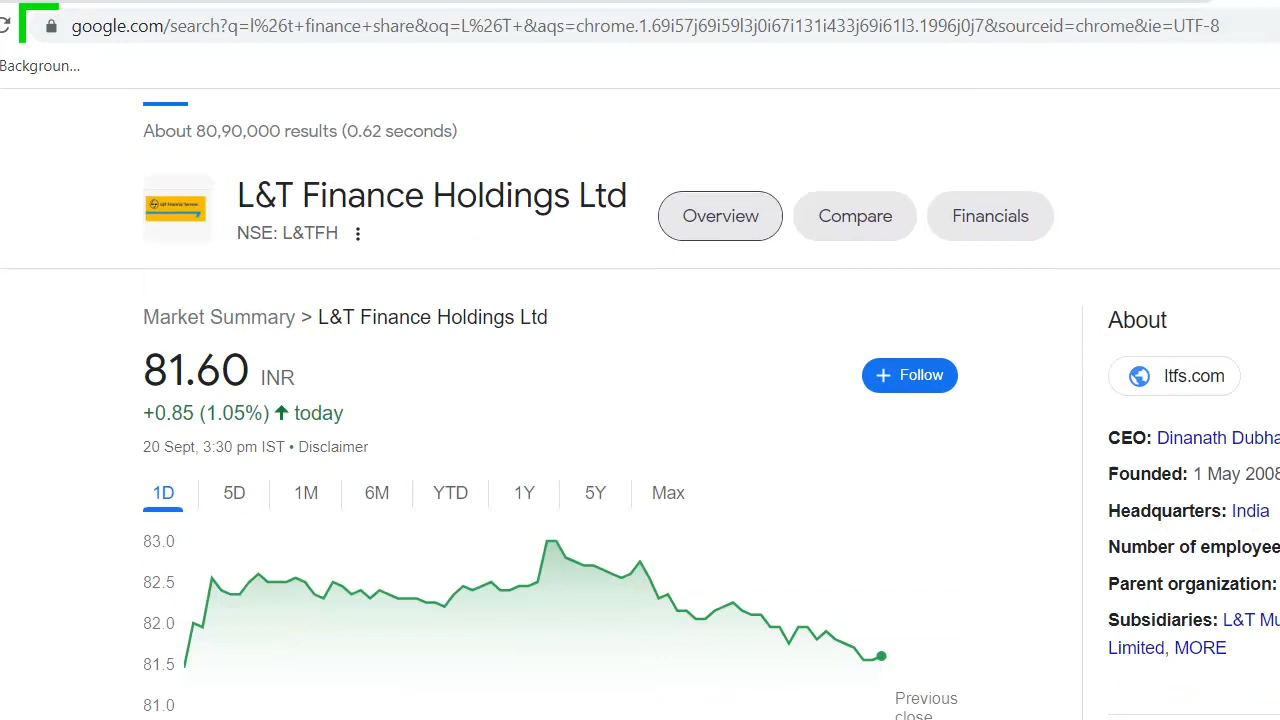 google.com/search?q=l%26t+finance+share&oq=L%26T+&aqs=chrome.1.69i57j69i59l3j0i67i131i433j69i61l3.1996j0j7&sourceid=chrome&ie=UTF-8
Backgroun...
About 80,90,000 results (0.62 seconds)
L&T Finance Holdings Ltd
NSE: L&TFH
Overview
Compare
Financials
Market Summary > L&T Finance Holdings Ltd
81.60 INR
+0.85 (1.05%) today
20 Sept, 3:30 pm IST • Disclaimer
Follow
1D 5D 1M 6M YTD 1Y 5Y Max
83.0
82.5
82.0
81.5
81.0
Previous
close
About
ltfs.com
CEO: Dinanath Dubha
Founded: 1 May 2008
Headquarters: India
Number of employee
Parent organization:
Subsidiaries: L&T Mu
Limited, MORE